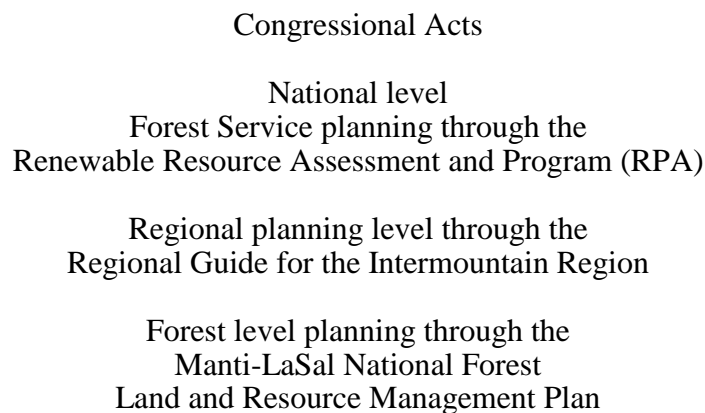 Congressional Acts
National level
Forest Service planning through the
Renewable Resource Assessment and Program (RPA)
Regional planning level through the
Regional Guide for the Intermountain Region
Forest level planning through the
Manti-LaSal National Forest
Land and Resource Management Plan